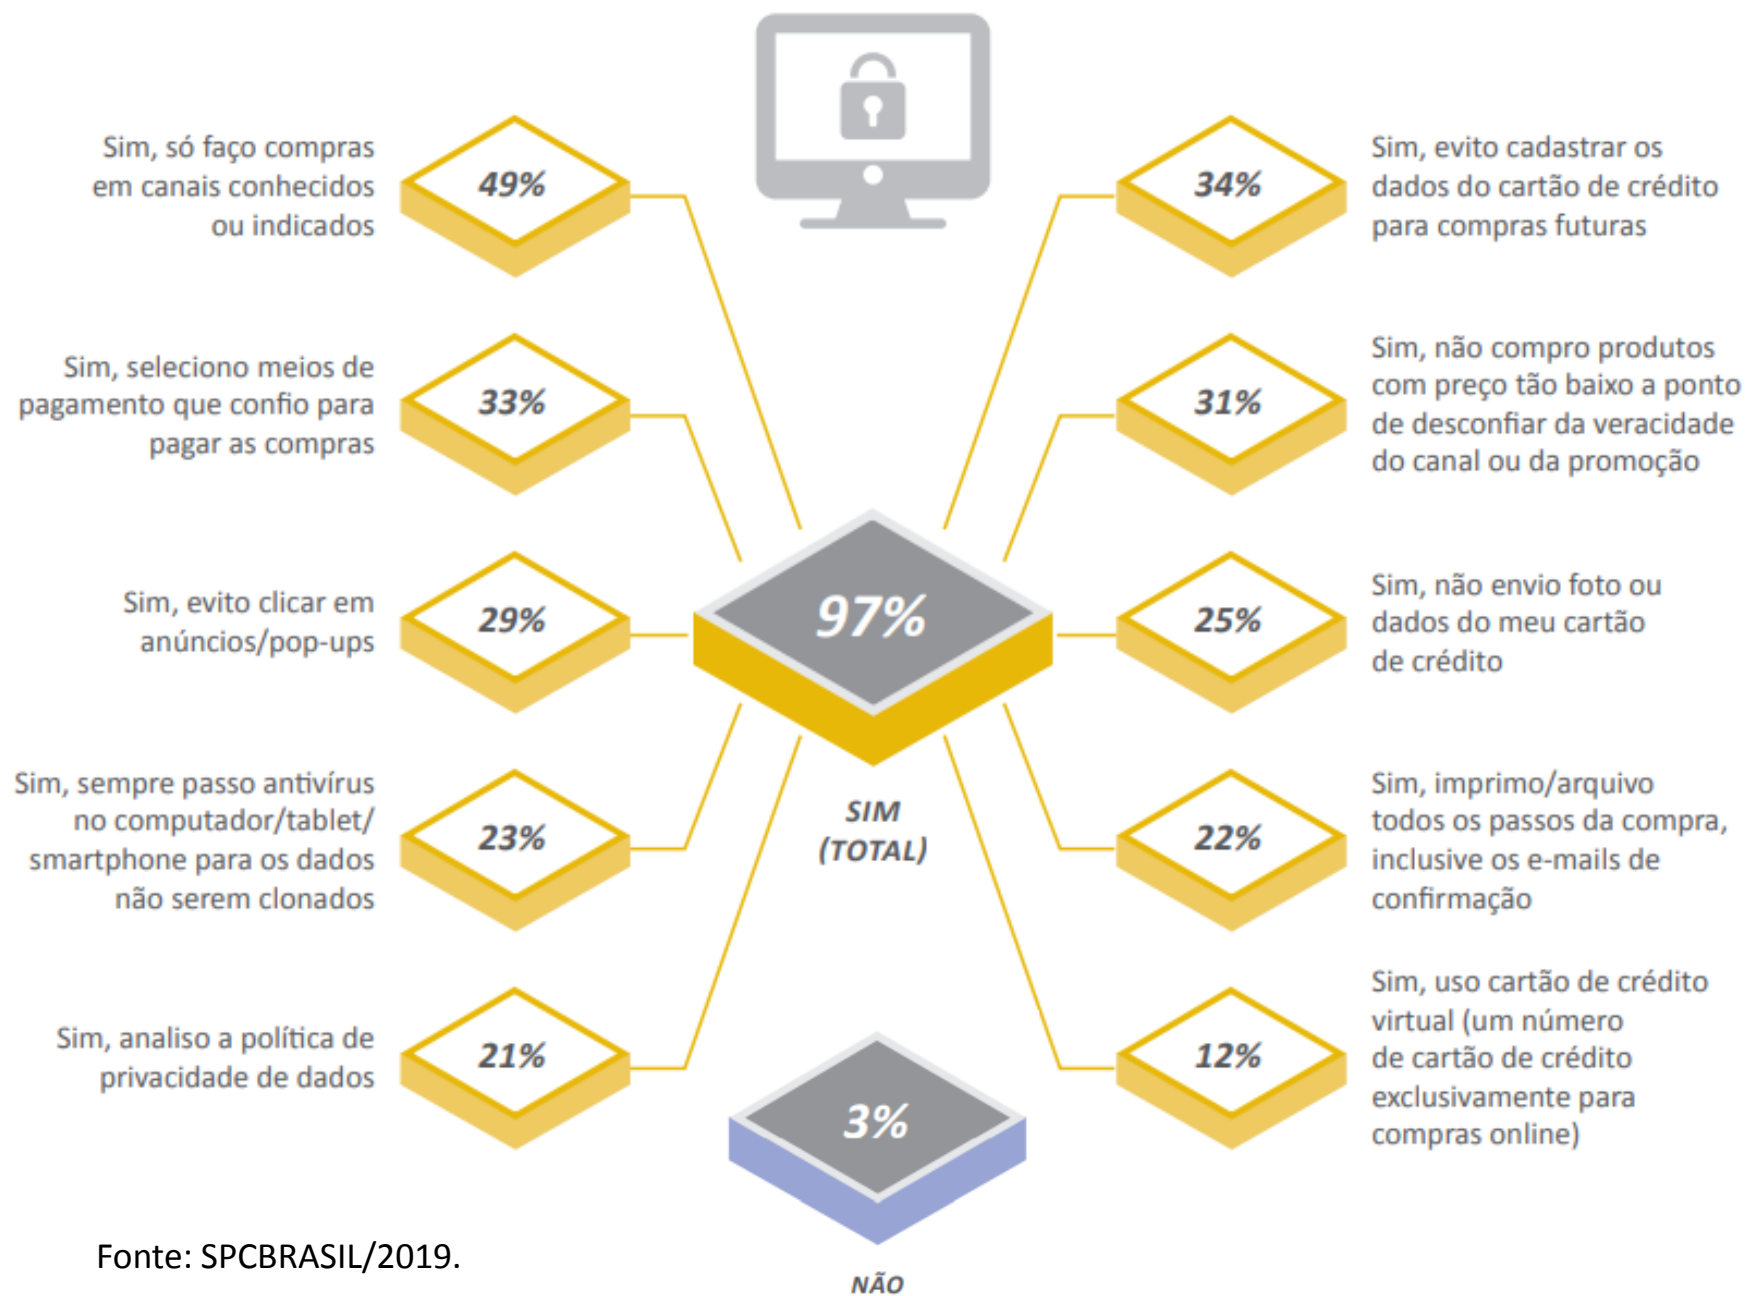 Sim, só faço compras
em canais conhecidos
ou indicados
49%
34%
Sim, evito cadastrar os
dados do cartão de crédito
para compras futuras
Sim, seleciono meios de
pagamento que confio para
pagar as compras
33%
31%
Sim, não compro produtos
com preço tão baixo a ponto
de desconfiar da veracidade
do canal ou da promoção
Sim, evito clicar em
anúncios/pop-ups
29%
97%
SIM
(TOTAL)
25%
Sim, não envio foto ou
dados do meu cartão
de crédito
Sim, sempre passo antivírus
no computador/tablet/
smartphone para os dados
não serem clonados
23%
22%
Sim, imprimo/arquivo
todos os passos da compra,
inclusive os e-mails de
confirmação
Sim, analiso a política de
privacidade de dados
21%
12%
Sim, uso cartão de crédito
virtual (um número
de cartão de crédito
exclusivamente para
compras online)
3%
NÃO
Fonte: SPCBRASIL/2019.